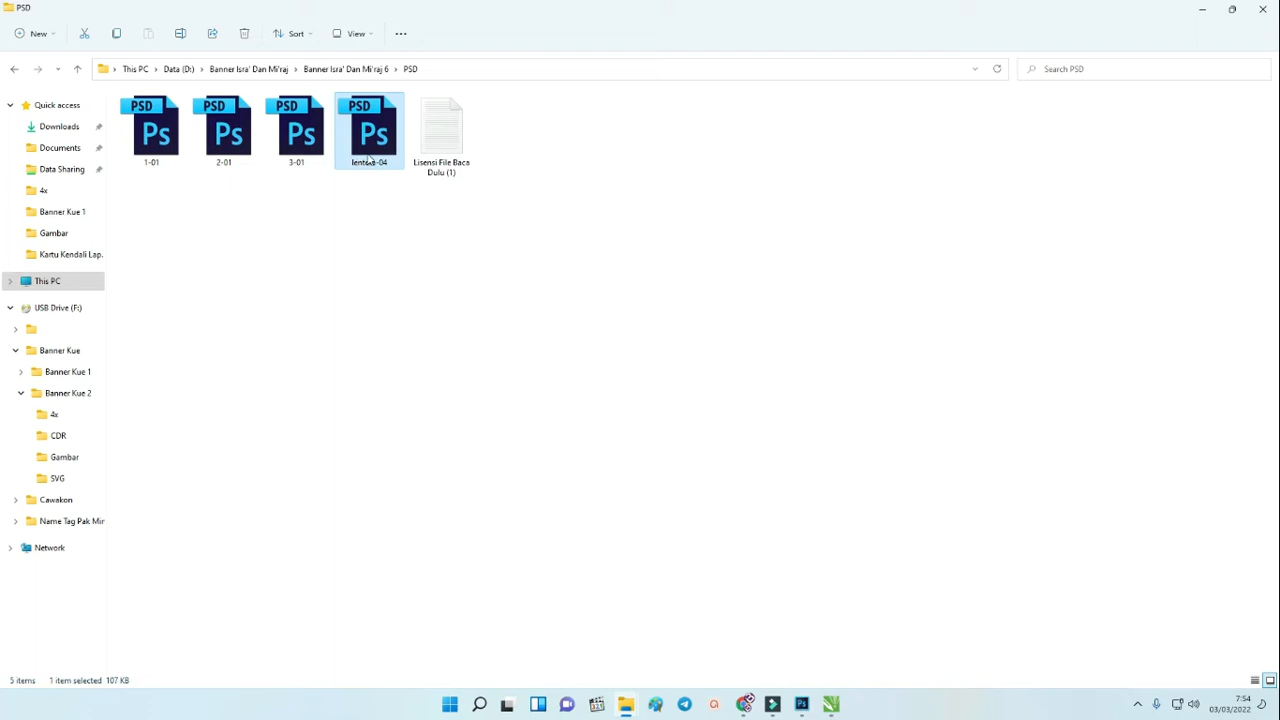 PSD
New
Sort
View
This PC > Data (D:) > Banner Isra' Dan Mi'raj > Banner Isra' Dan Mi'raj 6 > PSD
Search PSD
Quick access
Downloads
Documents
Data Sharing
4x
Banner Kue 1
Gambar
Kartu Kendali Lap.
This PC
USB Drive (F:)
Banner Kue
Banner Kue 1
Banner Kue 2
4x
CDR
Gambar
SVG
Cawakon
Name Tag Pak Mir
Network
PSD
Ps
1-01
PSD
Ps
2-01
PSD
Ps
3-01
PSD
Ps
Lisensi File Baca
Dulu (1)
5 items 1 item selected 107 KB
Ps
7:54
03/03/2022